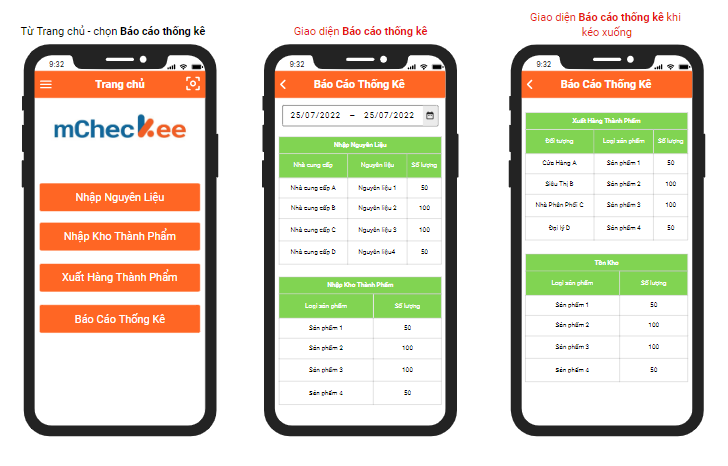 Từ Trang chủ - chọn Báo cáo thống kê
9:32
Trang chủ
mCheckee
Nhập Nguyên Liệu
Nhập Kho Thành Phẩm
Xuất Hàng Thành Phẩm
Báo Cáo Thống Kê
Giao diện Báo cáo thống kê
9:32
Báo Cáo Thống Kê
25/07/2022 – 25/07/2022
Nhập Nguyên Liệu
Nhà cung cấp Nguyên liệu Số lượng
Nhà cung cấp A Nguyên liệu 1 50
Nhà cung cấp B Nguyên liệu 2 100
Nhà cung cấp C Nguyên liệu 3 100
Nhà cung cấp D Nguyên liệu4 50
Nhập Kho Thành Phẩm
Loại sản phẩm Số lượng
Sản phẩm 1 50
Sản phẩm 2 100
Sản phẩm 3 100
Sản phẩm 4 50
Giao diện Báo cáo thống kê khi
kéo xuống
9:32
Báo Cáo Thống Kê
Xuất Hàng Thành Phẩm
Đối tượng Loại sản phẩm Số lượng
Cửa Hàng A Sản phẩm 1 50
Siêu Thị B Sản phẩm 2 100
Nhà Phân Phối C Sản phẩm 3 100
Đại lý D Sản phẩm 4 50
Tồn Kho
Loại sản phẩm Số lượng
Sản phẩm 1 50
Sản phẩm 2 100
Sản phẩm 3 100
Sản phẩm 4 50